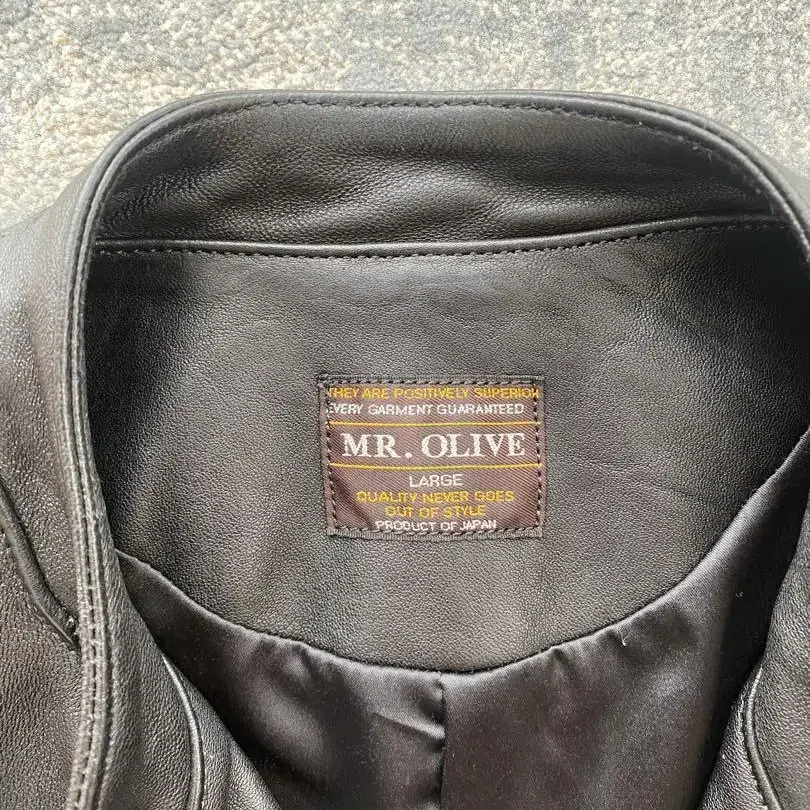 THEY ARE POSITIVELY SUPERIOR
EVERY GARMENT GUARANTEED
MR. OLIVE
LARGE
QUALITY NEVER GOES
OUT OF STYLE
PRODUCT OF JAPAN